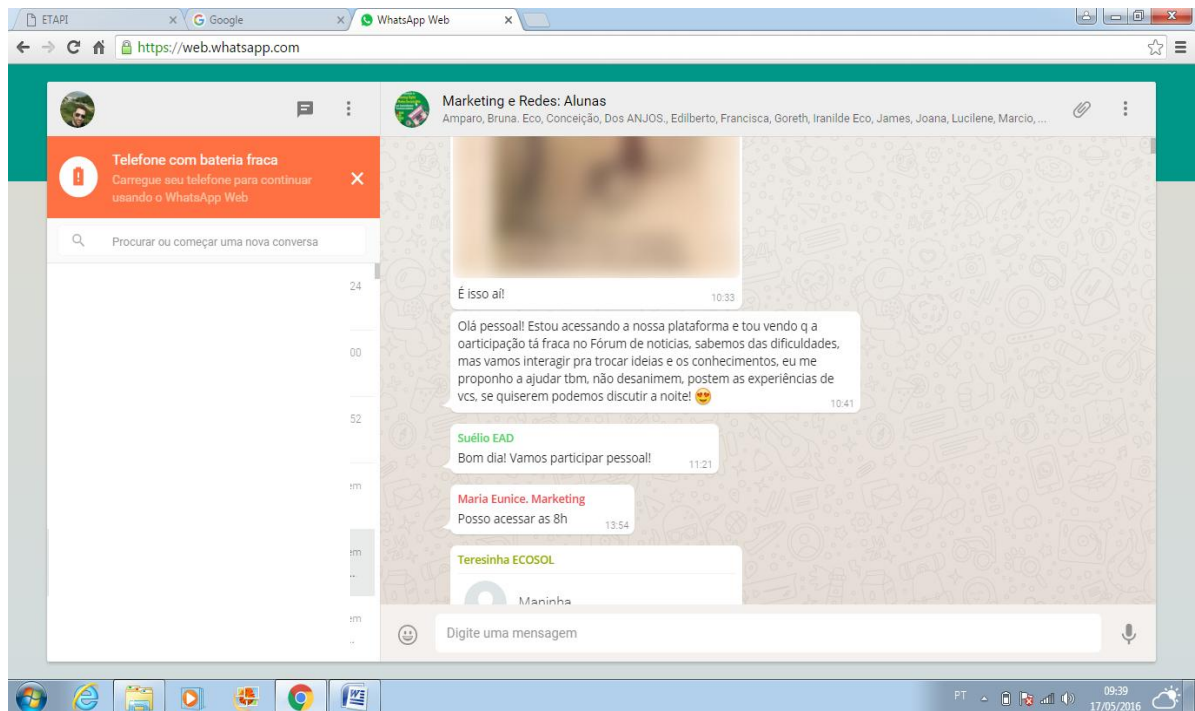 ETAPI
Google
WhatsApp Web
https://web.whatsapp.com
Telefone com bateria fraca
Carregue seu telefone para continuar
usando o WhatsApp Web
Procurar ou começar uma nova conversa
24
00
52
em
em
..
em
..
Marketing e Redes: Alunas
Amparo, Bruna. Eco, Conceição, Dos ANJOS., Edilberto, Francisca, Goreth, Iranilde Eco, James, Joana, Lucilene, Marcio, ...
É isso aí!
10:33
Olá pessoal! Estou acessando a nossa plataforma e tou vendo q a
oarticipação tá fraca no Fórum de noticias, sabemos das dificuldades,
mas vamos interagir pra trocar ideias e os conhecimentos, eu me
proponho a ajudar tbm, não desanimem, postem as experiências de
vcs, se quiserem podemos discutir a noite! 😍
10:41
Suélio EAD
Bom dia! Vamos participar pessoal!
11:21
Maria Eunice. Marketing
Posso acessar as 8h
13:54
Teresinha ECOSOL
Maninha
Digite uma mensagem
PT
09:39
17/05/2016